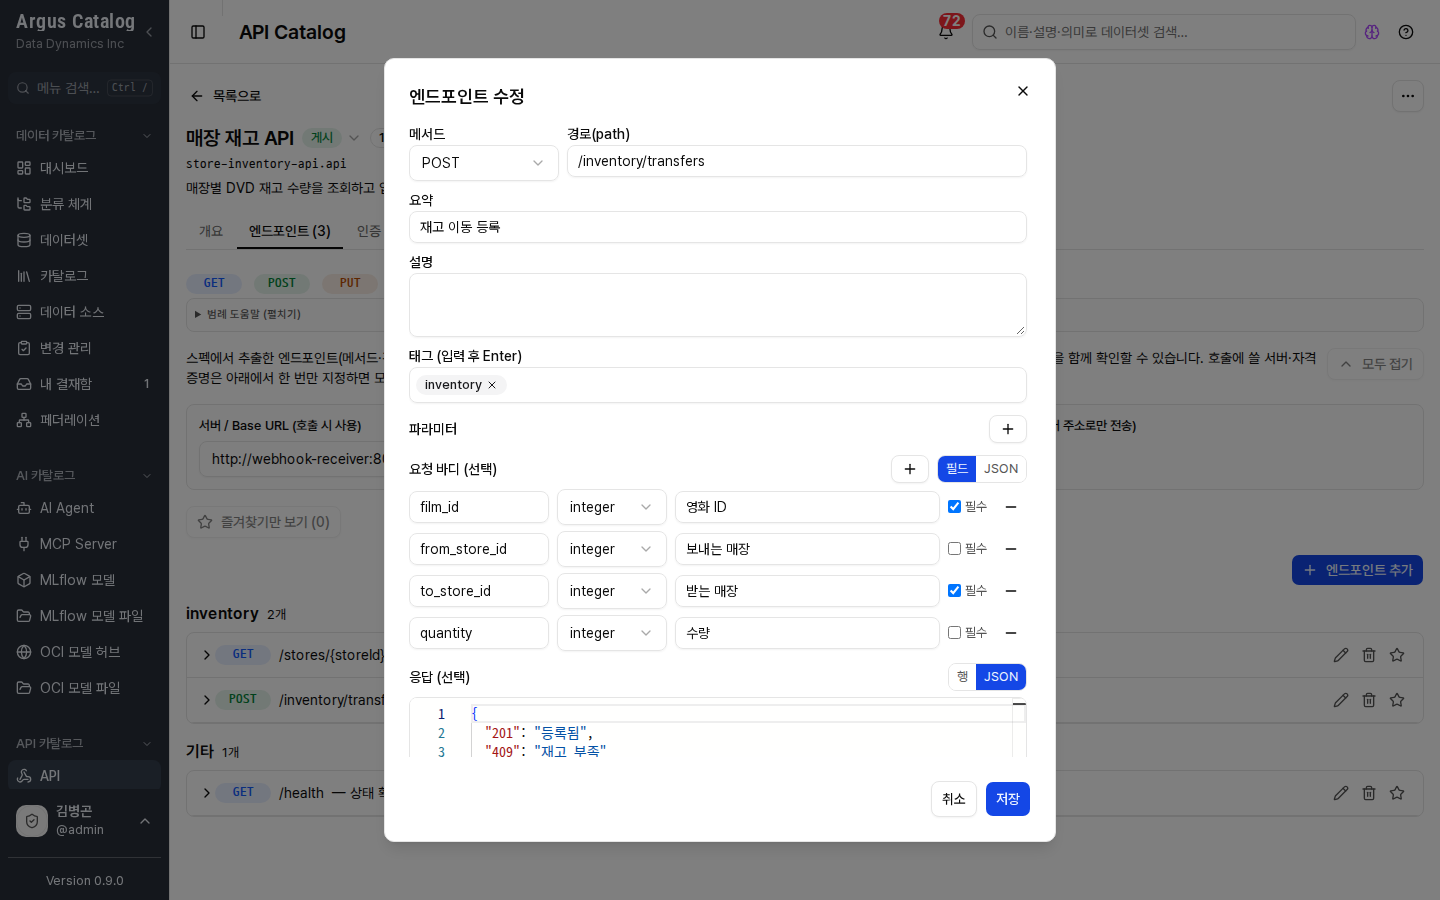 Argus Catalog
Data Dynamics Inc
메뉴 검색... Ctrl /
데이터 카탈로그
대시보드
분류 체계
데이터셋
카탈로그
데이터 소스
변경 관리
내 결재함 1
페더레이션
AI 카탈로그
AI Agent
MCP Server
MLflow 모델
MLflow 모델 파일
OCI 모델 허브
OCI 모델 파일
API 카탈로그
API
김병곤
@admin
Version 0.9.0
API Catalog
72
이름·설명·의미로 데이터셋 검색...
목록으로
매장 재고 API 게시
store-inventory-api.api
매장별 DVD 재고 수량을 조회하고
개요 엔드포인트 (3) 인증
GET POST PUT
범례 도움말 (펼치기)
스펙에서 추출한 엔드포인트(메서드· 을 함께 확인할 수 있습니다. 호출에 쓸 서버·자격
증명은 아래에서 한 번만 지정하면 모
모두 접기
서버 / Base URL (호출 시 사용) 주소로만 전송)
http://webhook-receiver:80
즐겨찾기만 보기 (0)
엔드포인트 추가
inventory 2개
GET /stores/{storeId}
POST /inventory/transf
기타 1개
GET /health — 상태
엔드포인트 수정
메서드 경로(path)
POST /inventory/transfers
요약
재고 이동 등록
설명
태그 (입력 후 Enter)
inventory
파라미터
요청 바디 (선택) 필드 JSON
film_id integer 영화 ID 필수
from_store_id integer 보내는 매장 필수
to_store_id integer 받는 매장 필수
quantity integer 수량 필수
응답 (선택) 행 JSON
1 {
2 "201": "등록됨",
3 "409": "재고 부족"
취소 저장